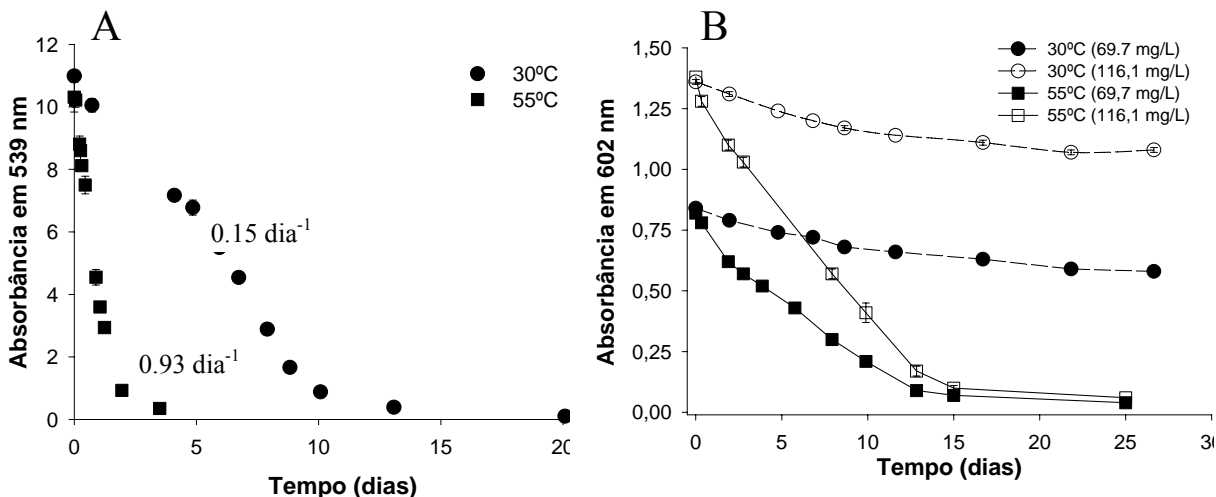 A
12
10
8
6
4
2
0
0 5 10 15 20
Absorbância em 539 nm
Tempo (dias)
30ºC
55ºC
0.15 dia-1
0.93 dia-1
B
1,50
1,25
1,00
0,75
0,50
0,25
0,00
0 5 10 15 20 25 30
Absorbância em 602 nm
Tempo (dias)
30ºC (69.7 mg/L)
30ºC (116,1 mg/L)
55ºC (69,7 mg/L)
55ºC (116,1 mg/L)